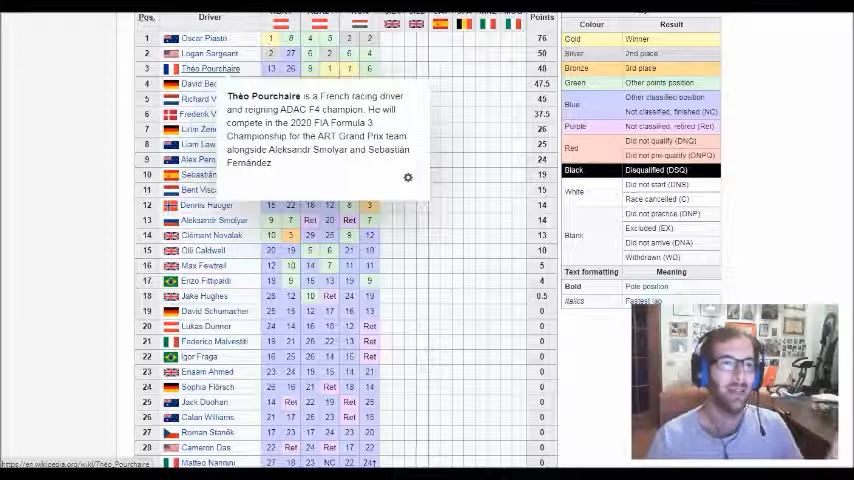 Pos. Driver Points
1 Oscar Piastri 1 8 4 5 2 2 76
2 Logan Sargeant 2 27 6 2 6 4 50
3 Théo Pourchaire 13 26 9 1 1 6 48
4 David Be 47.5
5 Richard V 45
6 Frederik V 37.5
7 Lirim Zen 26
8 Liam Law 25
9 Alex Pero 24
10 Sebastián 19
11 Bent Visca 15
Théo Pourchaire is a French racing driver
and reigning ADAC F4 champion. He will
compete in the 2020 FIA Formula 3
Championship for the ART Grand Prix team
alongside Aleksandr Smolyar and Sebastián
Fernández
12 Dennis Hauger 15 22 18 12 8 3 14
13 Aleksandr Smolyar 9 7 Ret 20 Ret 7 14
14 Clément Novalak 10 3 29 25 9 12 13
15 Olli Caldwell 20 19 5 6 21 18 10
16 Max Fewtrell 12 10 14 7 11 11 5
17 Enzo Fittipaldi 18 9 15 13 19 9 4
18 Jake Hughes 28 12 10 Ret 24 19 0.5
19 David Schumacher 16 15 12 17 16 13 0
20 Lukas Dunner 24 14 16 18 12 Ret 0
21 Federico Malvestiti 19 21 28 22 13 Ret 0
22 Igor Fraga 16 25 26 14 15 Ret 0
23 Enaam Ahmed 23 24 19 15 14 21 0
24 Sophia Flörsch 26 16 21 Ret 18 14 0
25 Jack Doohan 14 Ret 22 19 Ret 25 0
26 Calan Williams 21 17 25 23 Ret 15 0
27 Roman Staněk 17 23 17 24 23 20 0
28 Cameron Das 22 Ret 24 Ret 17 22 0
Matteo Nannini 27 18 23 NC 22 24† 0
Colour Result
Gold Winner
Silver 2nd place
Bronze 3rd place
Green Other points position
Blue Other classified position
Not classified, finished (NC)
Purple Not classified, retired (Ret)
Red Did not qualify (DNQ)
Did not pre-qualify (DNPQ)
Black Disqualified (DSQ)
White Did not start (DNS)
Race cancelled (C)
Blank Did not practice (DNP)
Excluded (EX)
Did not arrive (DNA)
Withdrawn (WD)
Text formatting Meaning
Bold Pole position
Italics Fastest lap
https://en.wikipedia.org/wiki/Théo_Pourchaire